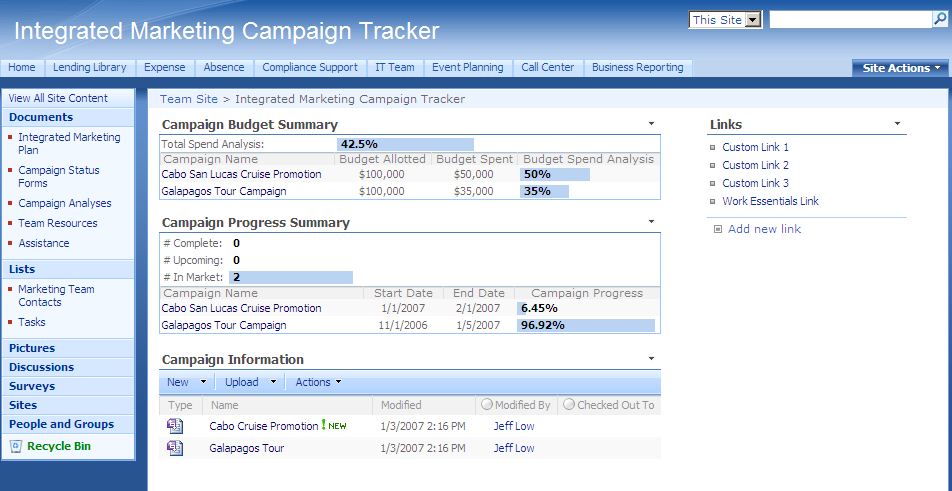 This Site
Integrated Marketing Campaign Tracker
Home Lending Library Expense Absence Compliance Support IT Team Event Planning Call Center Business Reporting Site Actions
View All Site Content
Documents
Integrated Marketing
Plan
Campaign Status
Forms
Campaign Analyses
Team Resources
Assistance
Lists
Marketing Team
Contacts
Tasks
Pictures
Discussions
Surveys
Sites
People and Groups
Recycle Bin
Team Site > Integrated Marketing Campaign Tracker
Campaign Budget Summary
Total Spend Analysis: 42.5%
Campaign Name Budget Allotted Budget Spent Budget Spend Analysis
Cabo San Lucas Cruise Promotion $100,000 $50,000 50%
Galapagos Tour Campaign $100,000 $35,000 35%
Campaign Progress Summary
# Complete: 0
# Upcoming: 0
# In Market: 2
Campaign Name Start Date End Date Campaign Progress
Cabo San Lucas Cruise Promotion 1/1/2007 2/1/2007 6.45%
Galapagos Tour Campaign 11/1/2006 1/5/2007 96.92%
Campaign Information
New Upload Actions
Type Name Modified Modified By Checked Out To
Cabo Cruise Promotion ! NEW 1/3/2007 2:16 PM Jeff Low
Galapagos Tour 1/3/2007 2:16 PM Jeff Low
Links
Custom Link 1
Custom Link 2
Custom Link 3
Work Essentials Link
Add new link